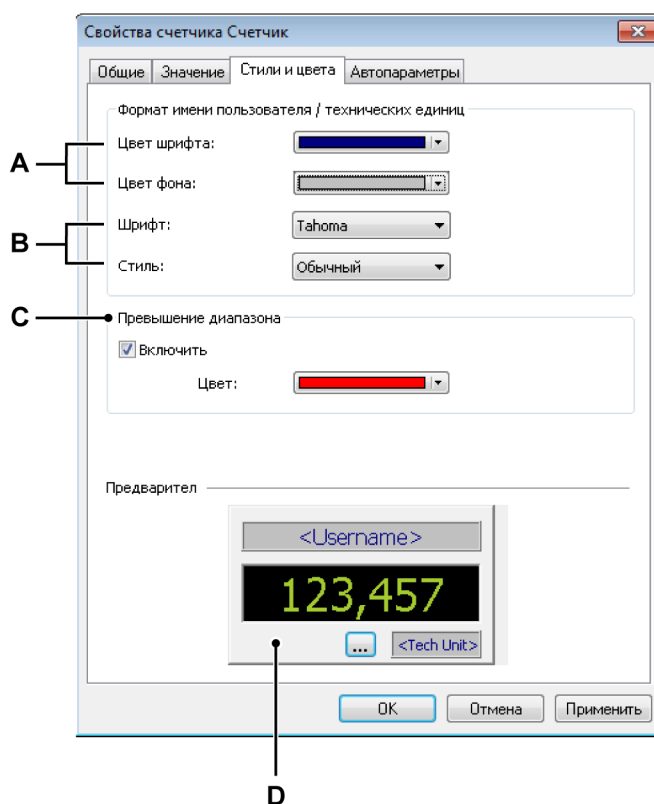 Свойства счетчика Счетчик
Общие Значение Стили и цвета Автопараметры
Формат имени пользователя / технических единиц
A Цвет шрифта:
Цвет фона:
B Шрифт: Tahoma
Стиль: Обычный
C Превышение диапазона
Включить
Цвет:
Предварител
<Username>
123,457
... <Tech Unit>
OK Отмена Применить
D